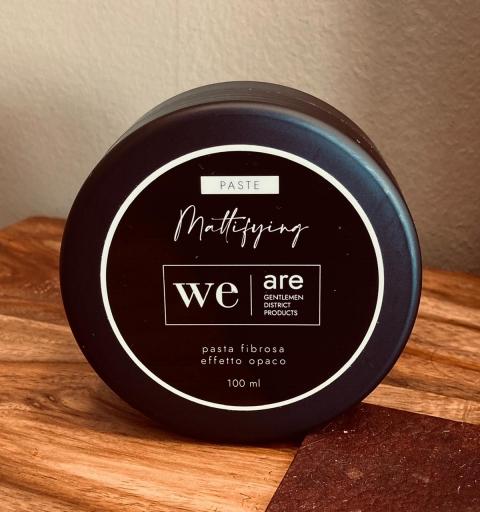 PASTE
Mattifying
we are
GENTLEMEN
DISTRICT
PRODUCTS
pasta fibrosa
effetto opaco
100 ml